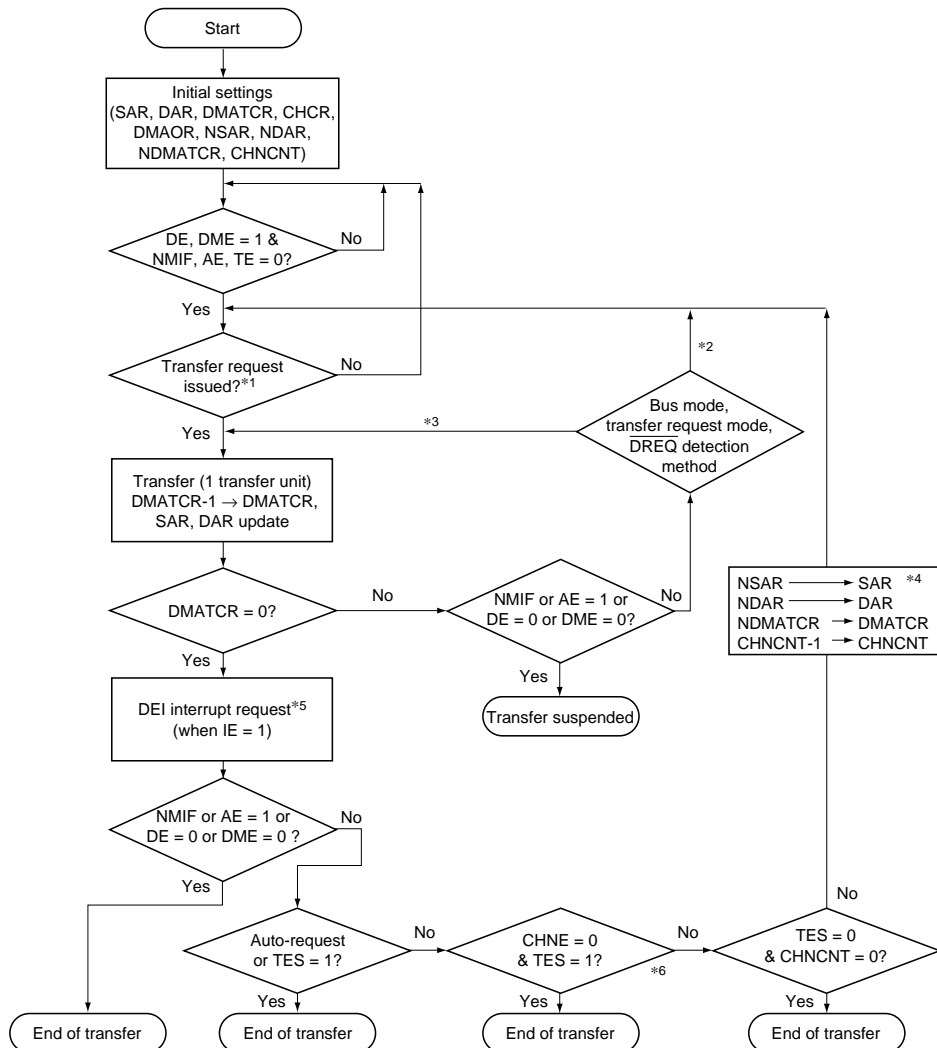 Start
Initial settings
(SAR, DAR, DMATCR, CHCR,
DMAOR, NSAR, NDAR,
NDMATCR, CHNCNT)
DE, DME = 1 &
NMIF, AE, TE = 0?
No
Yes
Transfer request
issued?*1
No
Yes
*2
*3
Bus mode,
transfer request mode,
DREQ detection
method
Transfer (1 transfer unit)
DMATCR-1 → DMATCR,
SAR, DAR update
DMATCR = 0?
No
Yes
NMIF or AE = 1 or
DE = 0 or DME = 0?
No
Yes
Transfer suspended
NSAR → SAR *4
NDAR → DAR
NDMATCR → DMATCR
CHNCNT-1 → CHNCNT
DEI interrupt request*5
(when IE = 1)
NMIF or AE = 1 or
DE = 0 or DME = 0 ?
No
Yes
Auto-request
or TES = 1?
No
Yes
CHNE = 0
& TES = 1?
No
*6
Yes
TES = 0
& CHNCNT = 0?
No
Yes
End of transfer
End of transfer
End of transfer
End of transfer